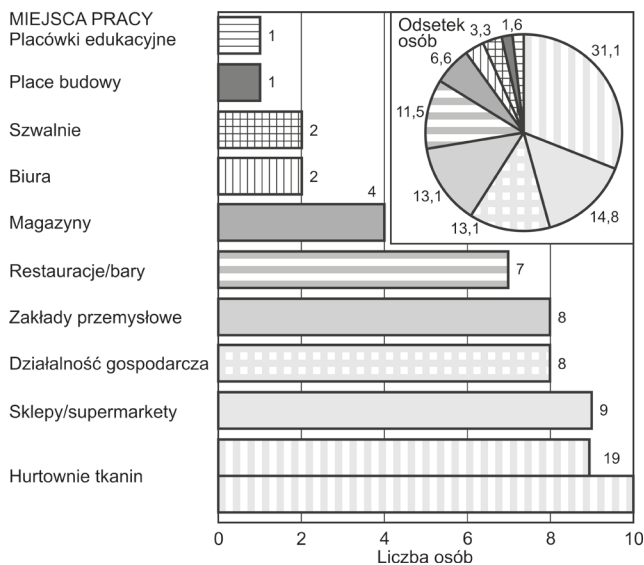 MIEJSCA PRACY
Placówki edukacyjne
1
Place budowy
1
Szwalnie
2
Biura
2
Magazyny
4
Restauracje/bary
7
Zakłady przemysłowe
8
Działalność gospodarcza
8
Sklepy/supermarkety
9
Hurtownie tkanin
19
0 2 4 6 8 10
Liczba osób
Odsetek
osób
31,1
14,8
13,1
13,1
11,5
6,6
3,3
1,6